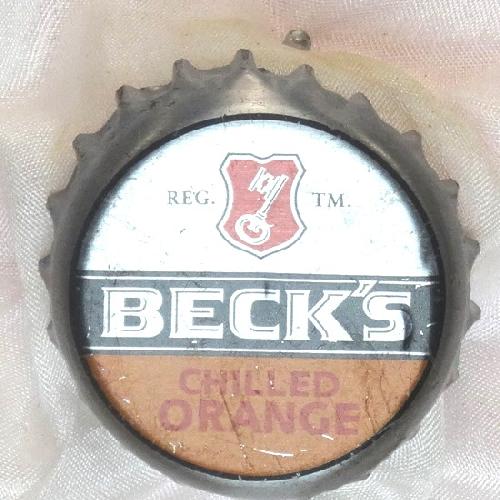 REG. TM.
BECK'S
CHILLED
ORANGE